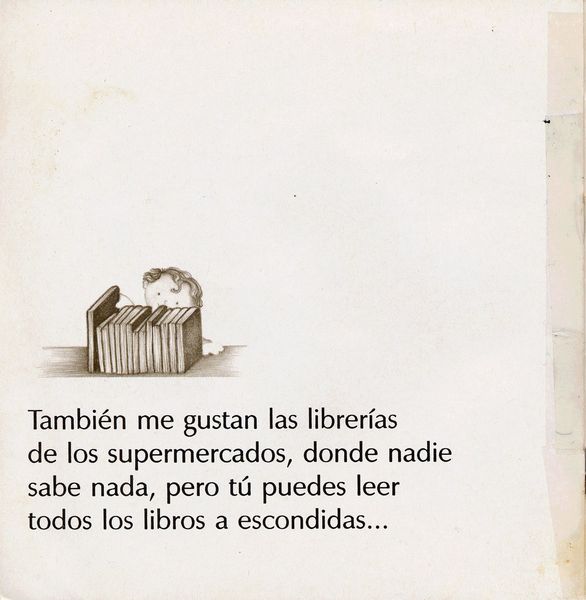 También me gustan las librerías
de los supermercados, donde nadie
sabe nada, pero tú puedes leer
todos los libros a escondidas...